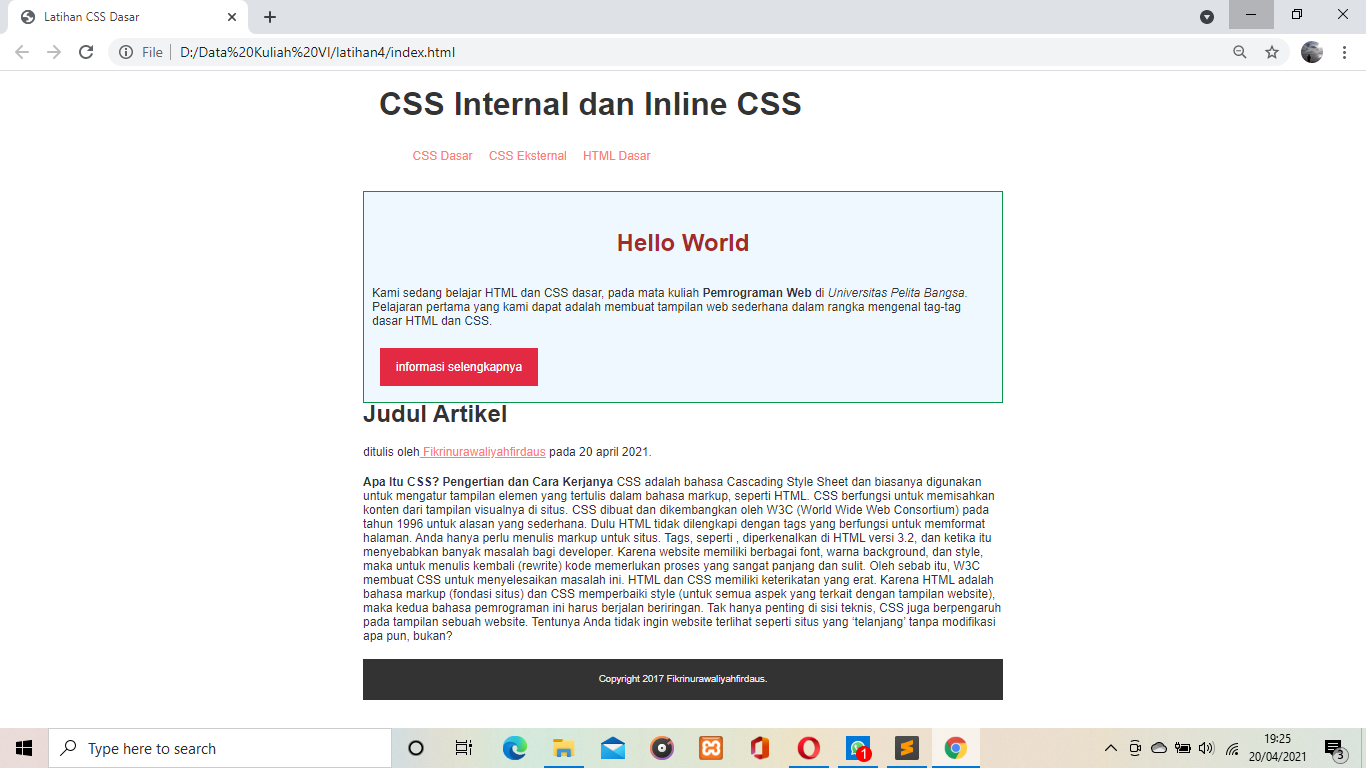 Latihan CSS Dasar
File D:/Data%20Kuliah%20VI/latihan4/index.html
CSS Internal dan Inline CSS
CSS Dasar CSS Eksternal HTML Dasar
Hello World
Kami sedang belajar HTML dan CSS dasar, pada mata kuliah Pemrograman Web di Universitas Pelita Bangsa.
Pelajaran pertama yang kami dapat adalah membuat tampilan web sederhana dalam rangka mengenal tag-tag
dasar HTML dan CSS.
informasi selengkapnya
Judul Artikel
ditulis oleh Fikrinurawaliyahfirdaus pada 20 april 2021.
Apa Itu CSS? Pengertian dan Cara Kerjanya CSS adalah bahasa Cascading Style Sheet dan biasanya digunakan
untuk mengatur tampilan elemen yang tertulis dalam bahasa markup, seperti HTML. CSS berfungsi untuk memisahkan
konten dari tampilan visualnya di situs. CSS dibuat dan dikembangkan oleh W3C (World Wide Web Consortium) pada
tahun 1996 untuk alasan yang sederhana. Dulu HTML tidak dilengkapi dengan tags yang berfungsi untuk memformat
halaman. Anda hanya perlu menulis markup untuk situs. Tags, seperti , diperkenalkan di HTML versi 3.2, dan ketika itu
menyebabkan banyak masalah bagi developer. Karena website memiliki berbagai font, warna background, dan style,
maka untuk menulis kembali (rewrite) kode memerlukan proses yang sangat panjang dan sulit. Oleh sebab itu, W3C
membuat CSS untuk menyelesaikan masalah ini. HTML dan CSS memiliki keterikatan yang erat. Karena HTML adalah
bahasa markup (fondasi situs) dan CSS memperbaiki style (untuk semua aspek yang terkait dengan tampilan website),
maka kedua bahasa pemrograman ini harus berjalan beriringan. Tak hanya penting di sisi teknis, CSS juga berpengaruh
pada tampilan sebuah website. Tentunya Anda tidak ingin website terlihat seperti situs yang ‘telanjang’ tanpa modifikasi
apa pun, bukan?
Copyright 2017 Fikrinurawaliyahfirdaus.
Type here to search
1
19:25
20/04/2021
3